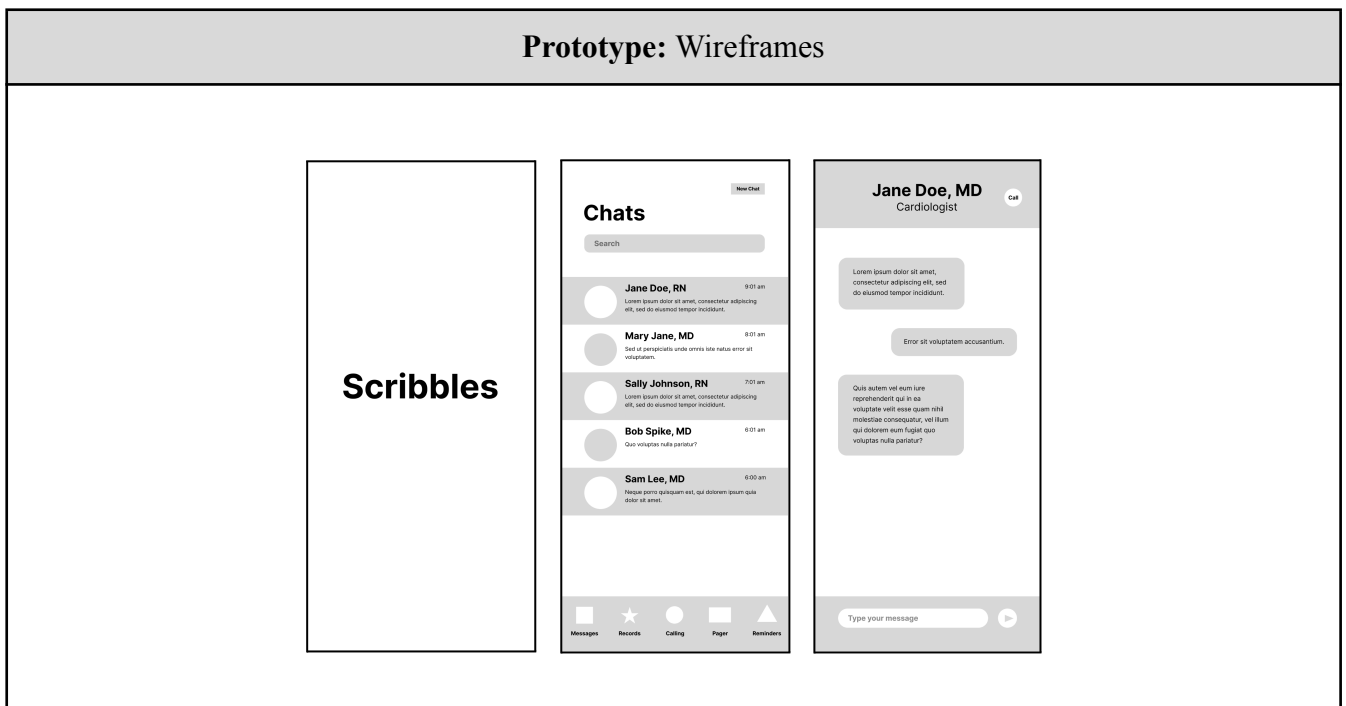 Prototype: Wireframes
Scribbles
New Chat
Chats
Search
Jane Doe, RN
9:01 am
Lorem ipsum dolor sit amet, consectetur adipiscing
elit, sed do eiusmod tempor incididunt.
Mary Jane, MD
8:01 am
Sed ut perspiciatis unde omnis iste natus error sit
voluptatem.
Sally Johnson, RN
7:01 am
Lorem ipsum dolor sit amet, consectetur adipiscing
elit, sed do eiusmod tempor incididunt.
Bob Spike, MD
6:01 am
Quo voluptas nulla pariatur?
Sam Lee, MD
6:00 am
Neque porro quisquam est, qui dolorem ipsum quia
dolor sit amet.
Messages
Records
Calling
Pager
Reminders
Jane Doe, MD
Cardiologist
Call
Lorem ipsum dolor sit amet,
consectetur adipiscing elit, sed
do eiusmod tempor incididunt.
Error sit voluptatem accusantium.
Quis autem vel eum iure
reprehenderit qui in ea
voluptate velit esse quam nihil
molestiae consequatur, vel illum
qui dolorem eum fugiat quo
voluptas nulla pariatur?
Type your message